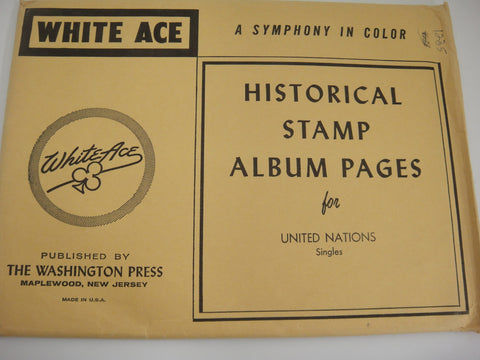 WHITE ACE
A SYMPHONY IN COLOR
1985
HISTORICAL
STAMP
ALBUM PAGES
for
UNITED NATIONS
Singles
White Ace
PUBLISHED BY
THE WASHINGTON PRESS
MAPLEWOOD, NEW JERSEY
MADE IN U.S.A.